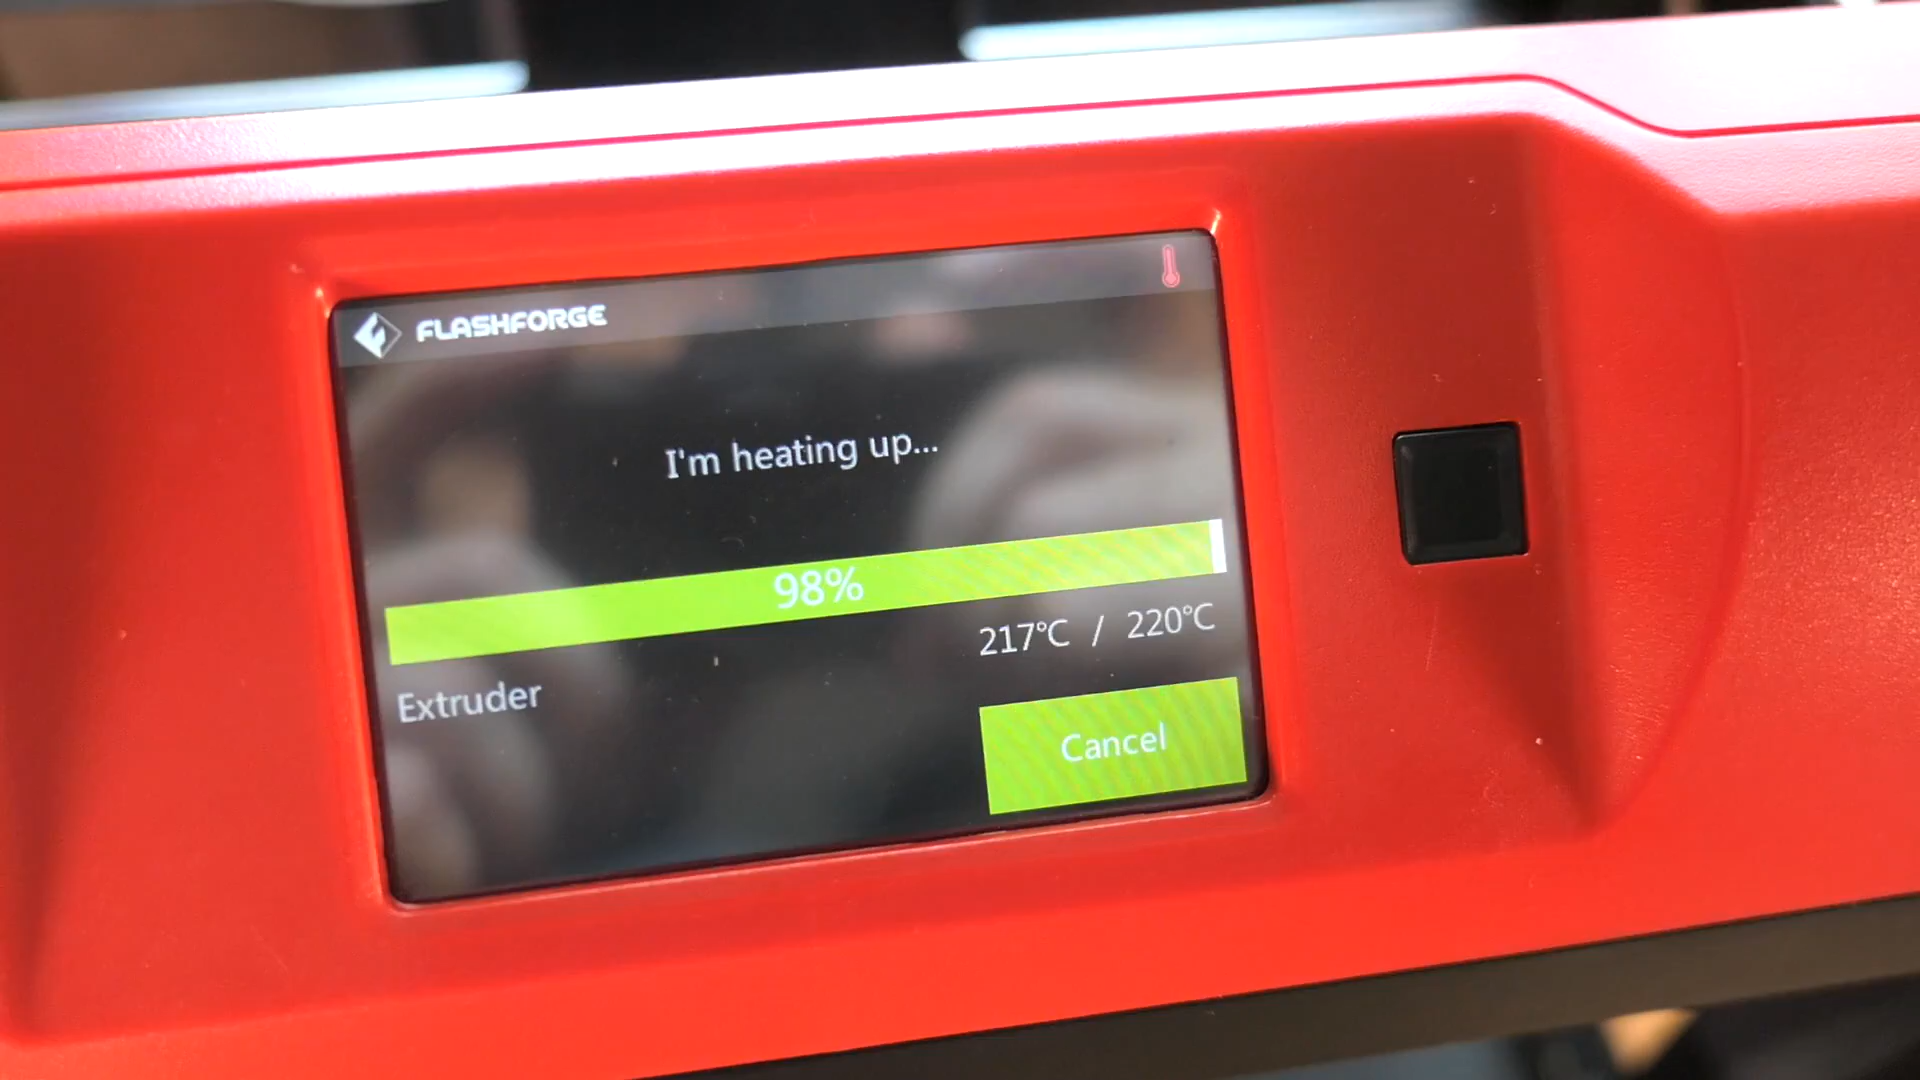 FLASHFORGE
I'm heating up...
98%
217℃ / 220℃
Extruder
Cancel